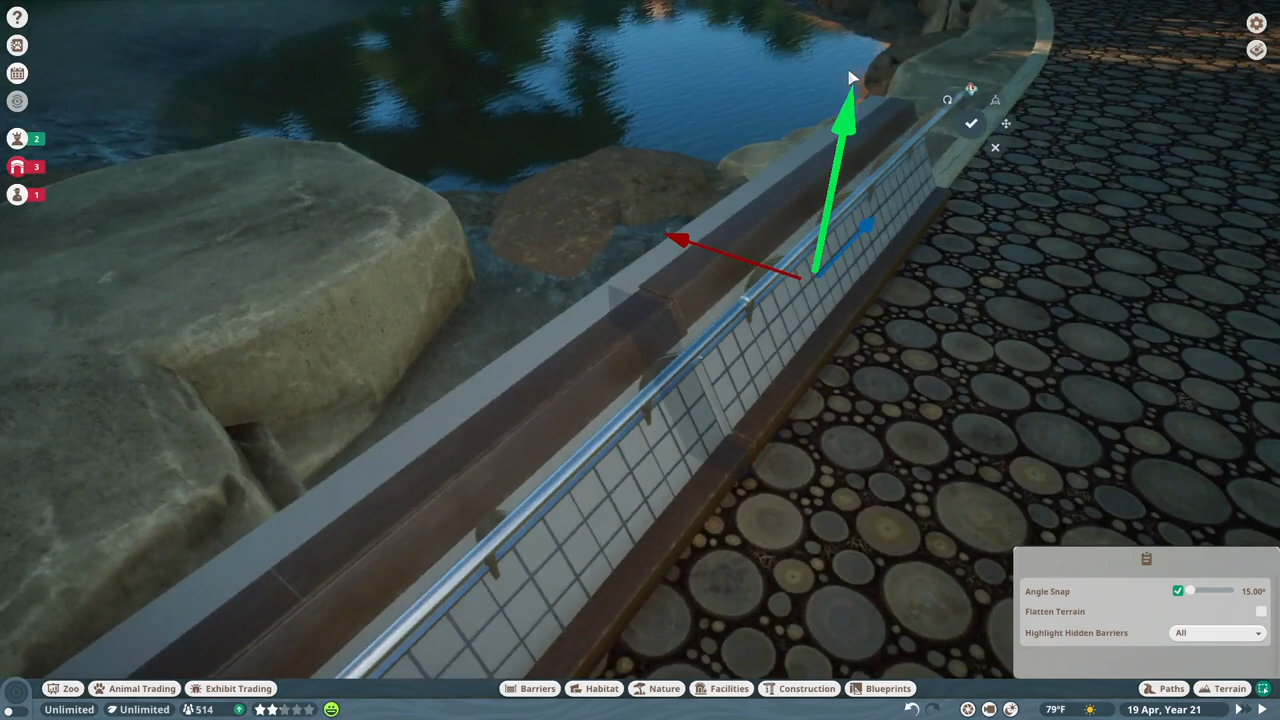 ?
2
3
1
Angle Snap 15.00°
Flatten Terrain
Highlight Hidden Barriers All
Zoo Animal Trading Exhibit Trading Barriers Habitat Nature Facilities Construction Blueprints Paths Terrain
Unlimited Unlimited 514 79°F 19 Apr, Year 21